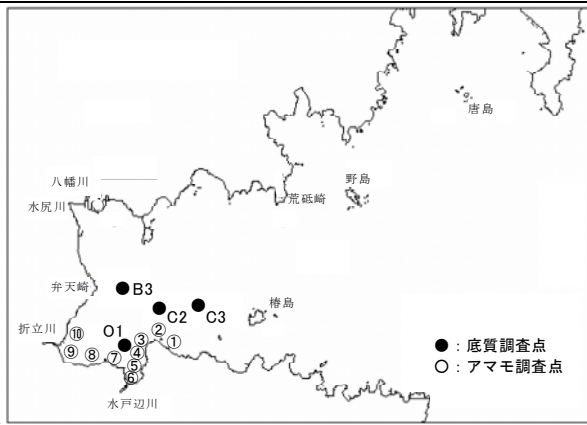 唐島
八幡川
野島
荒砥崎
水尻川
弁天崎
B3
椿島
C2
C3
折立川
O1
⑩
③
②
①
⑨
⑧
⑦
④
⑤
⑥
水戸辺川
●：底質調査点
○：アマモ調査点